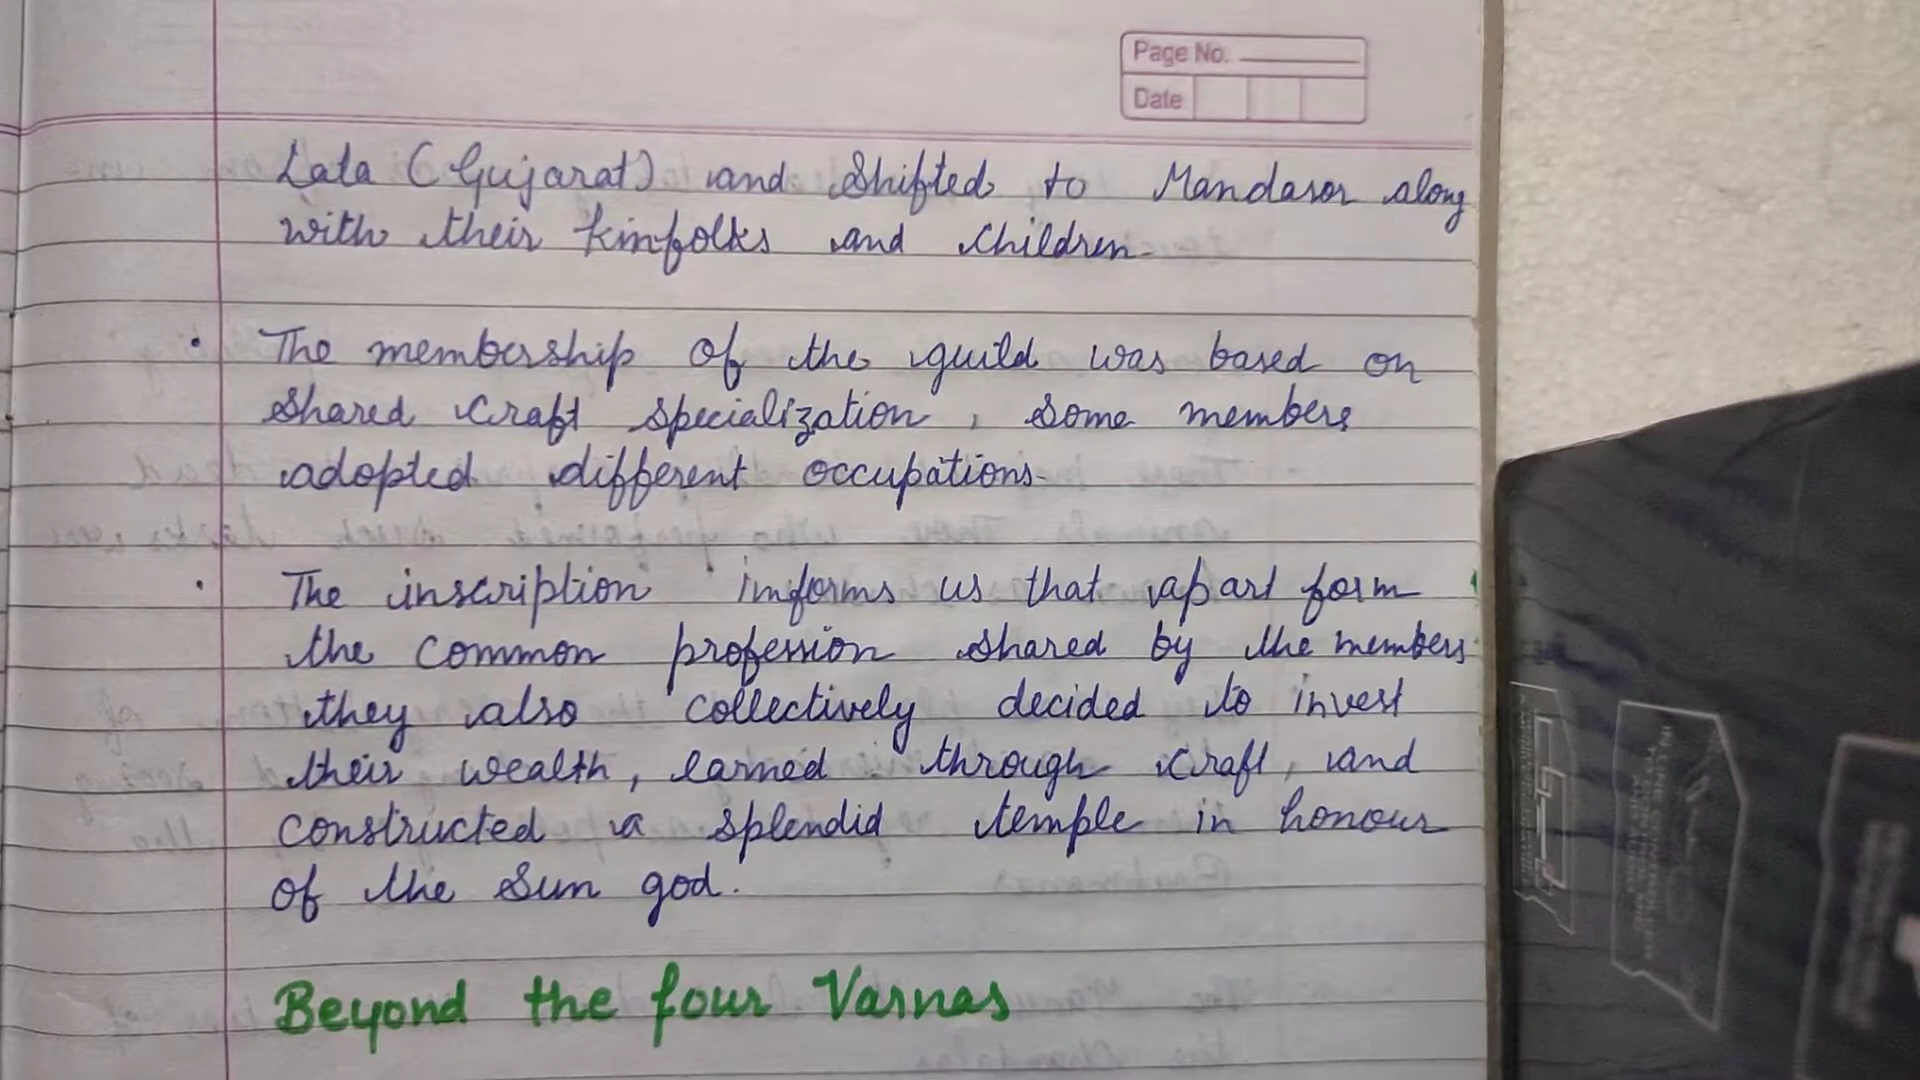 Page No.
Date
Lata (Gujarat) and Shifted to Mandasor along
with their kinfolks and children.
• The membership of the guild was based on
Shared craft specialization, some members
adopted different occupations.
• The inscription informs us that apart form
the common profession shared by the members
they also collectively decided to invest
their wealth, earned through craft, and
constructed a splendid temple in honour
of the Sun god.
Beyond the four Varnas